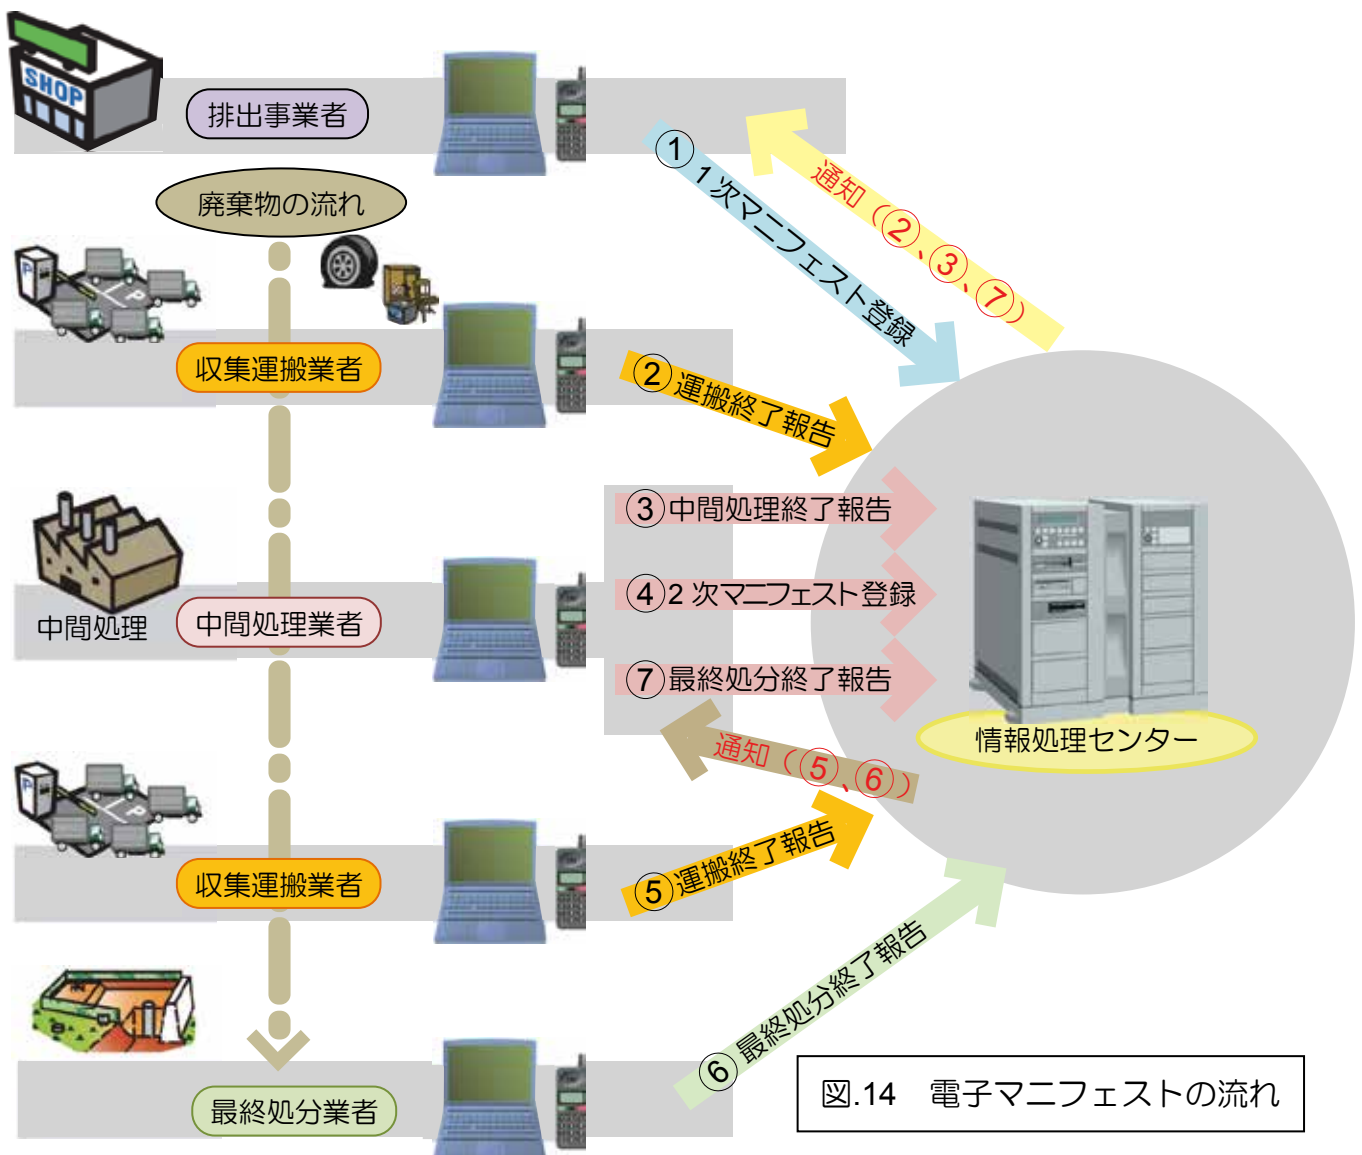 SHOP
排出事業者
廃棄物の流れ
①1次マニフェスト登録
通知(②、③、⑦)
P
P
収集運搬業者
②運搬終了報告
③中間処理終了報告
④2次マニフェスト登録
⑦最終処分終了報告
中間処理
中間処理業者
情報処理センター
通知(⑤、⑥)
P
P
収集運搬業者
⑤運搬終了報告
⑥最終処分終了報告
最終処分業者
図.14 電子マニフェストの流れ